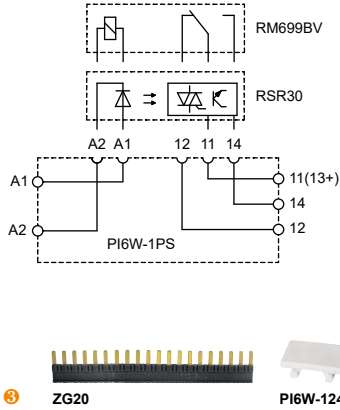 RM699BV
RSR30
A2 A1 12 11 14
A1 11(13+)
14
A2 12
PI6W-1PS
3 ZG20 PI6W-124